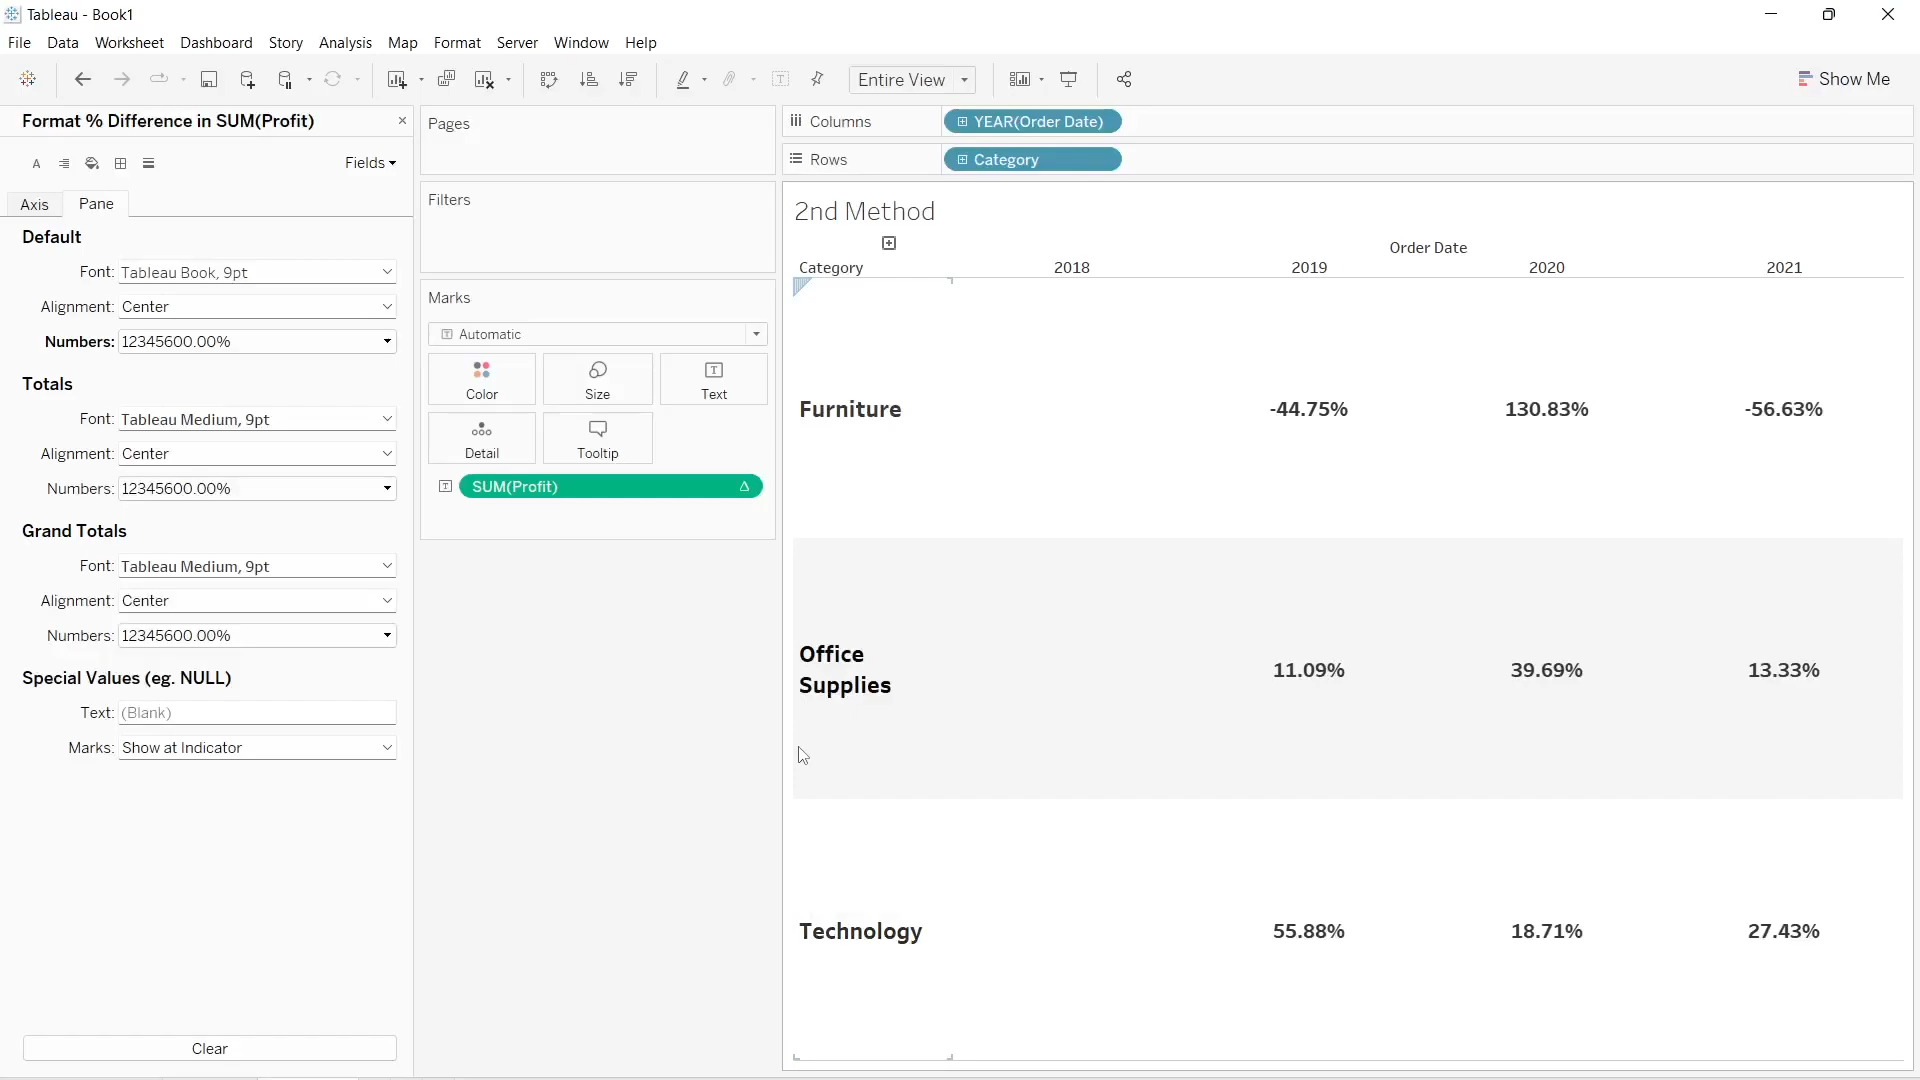 Tableau - Book1
File Data Worksheet Dashboard Story Analysis Map Format Server Window Help
Entire View
Show Me
Format % Difference in SUM(Profit)
Fields
Axis Pane
Default
Font: Tableau Book, 9pt
Alignment: Center
Numbers: 12345600.00%
Totals
Font: Tableau Medium, 9pt
Alignment: Center
Numbers: 12345600.00%
Grand Totals
Font: Tableau Medium, 9pt
Alignment: Center
Numbers: 12345600.00%
Special Values (eg. NULL)
Text: (Blank)
Marks: Show at Indicator
Clear
Pages
Filters
Marks
Automatic
Color Size Text
Detail Tooltip
SUM(Profit)
Columns YEAR(Order Date)
Rows Category
2nd Method
Order Date
Category 2018 2019 2020 2021
Furniture -44.75% 130.83% -56.63%
Office
Supplies 11.09% 39.69% 13.33%
Technology 55.88% 18.71% 27.43%